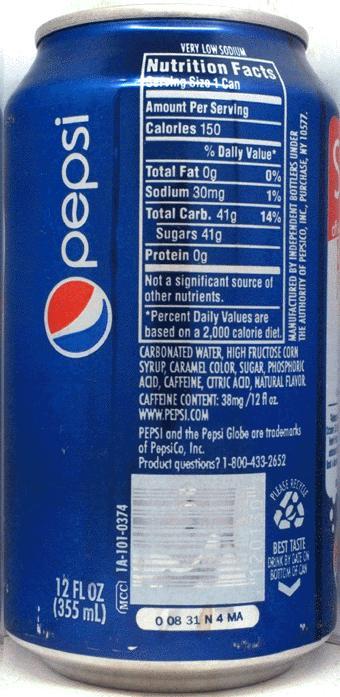 VERY LOW SODIUM
Nutrition Facts
Serving Size 1 Can
Amount Per Serving
Calories 150
% Daily Value*
Total Fat 0g 0%
Sodium 30mg 1%
Total Carb. 41g 14%
Sugars 41g
Protein 0g
Not a significant source of
other nutrients.
*Percent Daily Values are
based on a 2,000 calorie diet.
MANUFACTURED BY INDEPENDENT BOTTLERS UNDER
THE AUTHORITY OF PEPSICO, INC., PURCHASE, NY 10577.
CARBONATED WATER, HIGH FRUCTOSE CORN
SYRUP, CARAMEL COLOR, SUGAR, PHOSPHORIC
ACID, CAFFEINE, CITRIC ACID, NATURAL FLAVOR
CAFFEINE CONTENT: 38mg/12 fl oz.
WWW.PEPSI.COM
PEPSI and the Pepsi Globe are trademarks
of PepsiCo, Inc.
Product questions? 1-800-433-2652
pepsi
12 FL OZ
(355 mL)
MCC 1A-101-0374
0 08 31 N 4 MA
PLEASE RECYCLE
BEST TASTE
DRINK BY DATE ON
BOTTOM OF CAN